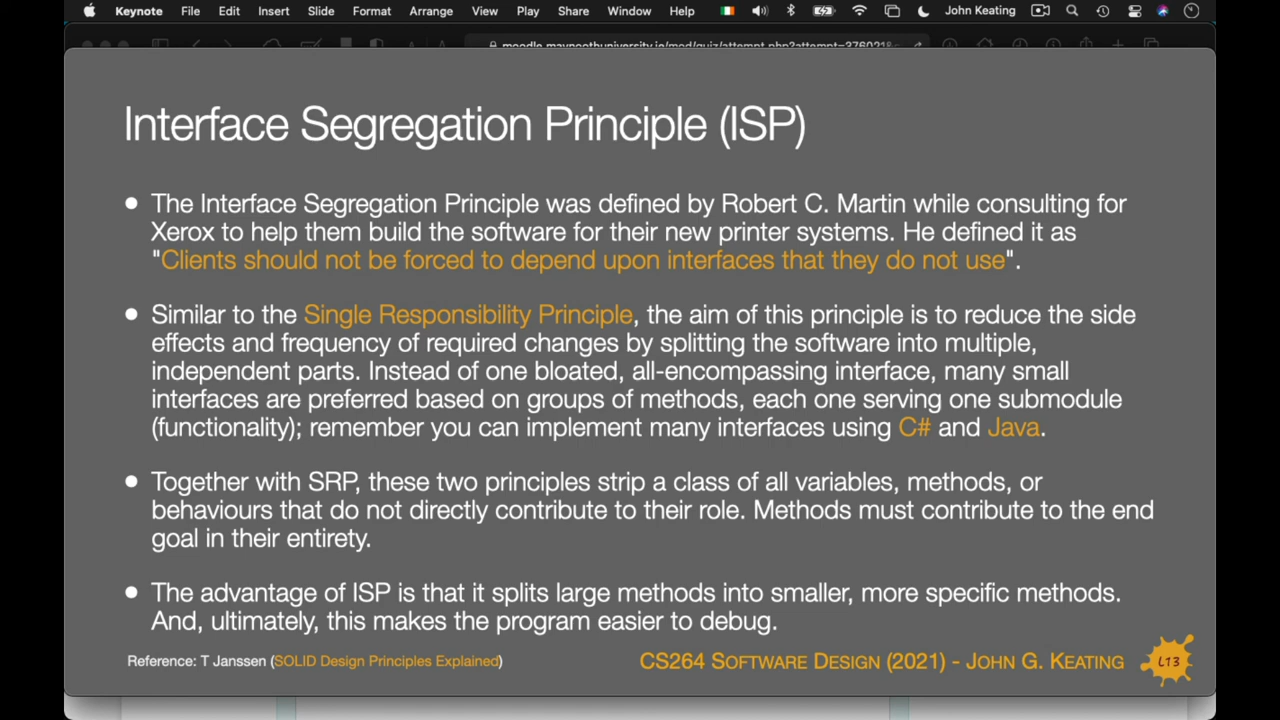 Keynote File Edit Insert Slide Format Arrange View Play Share Window Help John Keating
Interface Segregation Principle (ISP)
• The Interface Segregation Principle was defined by Robert C. Martin while consulting for
Xerox to help them build the software for their new printer systems. He defined it as
"Clients should not be forced to depend upon interfaces that they do not use".
• Similar to the Single Responsibility Principle, the aim of this principle is to reduce the side
effects and frequency of required changes by splitting the software into multiple,
independent parts. Instead of one bloated, all-encompassing interface, many small
interfaces are preferred based on groups of methods, each one serving one submodule
(functionality); remember you can implement many interfaces using C# and Java.
• Together with SRP, these two principles strip a class of all variables, methods, or
behaviours that do not directly contribute to their role. Methods must contribute to the end
goal in their entirety.
• The advantage of ISP is that it splits large methods into smaller, more specific methods.
And, ultimately, this makes the program easier to debug.
Reference: T Janssen (SOLID Design Principles Explained)
CS264 Software Design (2021) - John G. Keating
L13